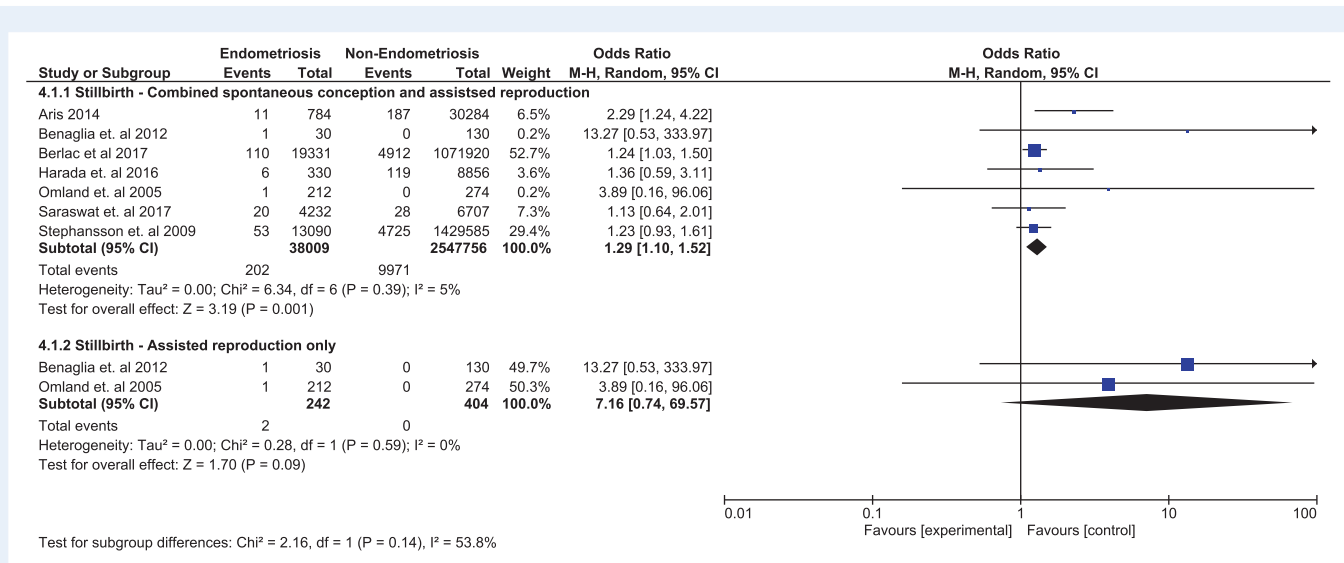 Endometriosis Non-Endometriosis Odds Ratio Odds Ratio
Study or Subgroup Events Total Events Total Weight M-H, Random, 95% CI M-H, Random, 95% CI
4.1.1 Stillbirth - Combined spontaneous conception and assistsed reproduction
Aris 2014 11 784 187 30284 6.5% 2.29 [1.24, 4.22]
Benaglia et. al 2012 1 30 0 130 0.2% 13.27 [0.53, 333.97]
Berlac et al 2017 110 19331 4912 1071920 52.7% 1.24 [1.03, 1.50]
Harada et. al 2016 6 330 119 8856 3.6% 1.36 [0.59, 3.11]
Omland et. al 2005 1 212 0 274 0.2% 3.89 [0.16, 96.06]
Saraswat et. al 2017 20 4232 28 6707 7.3% 1.13 [0.64, 2.01]
Stephansson et al 2009 53 13090 4725 1429585 29.4% 1.23 [0.93, 1.61]
Subtotal (95% CI) 38009 2547756 100.0% 1.29 [1.10, 1.52]
Total events 202 9971
Heterogeneity: Tau² = 0.00; Chi² = 6.34, df = 6 (P = 0.39); I² = 5%
Test for overall effect: Z = 3.19 (P = 0.001)
4.1.2 Stillbirth - Assisted reproduction only
Benaglia et. al 2012 1 30 0 130 49.7% 13.27 [0.53, 333.97]
Omland et. al 2005 1 212 0 274 50.3% 3.89 [0.16, 96.06]
Subtotal (95% CI) 242 404 100.0% 7.16 [0.74, 69.57]
Total events 2 0
Heterogeneity: Tau² = 0.00; Chi² = 0.28, df = 1 (P = 0.59); I² = 0%
Test for overall effect: Z = 1.70 (P = 0.09)
0.01 0.1 1 10 100
Favours [experimental] Favours [control]
Test for subgroup differences: Chi² = 2.16, df = 1 (P = 0.14), I² = 53.8%